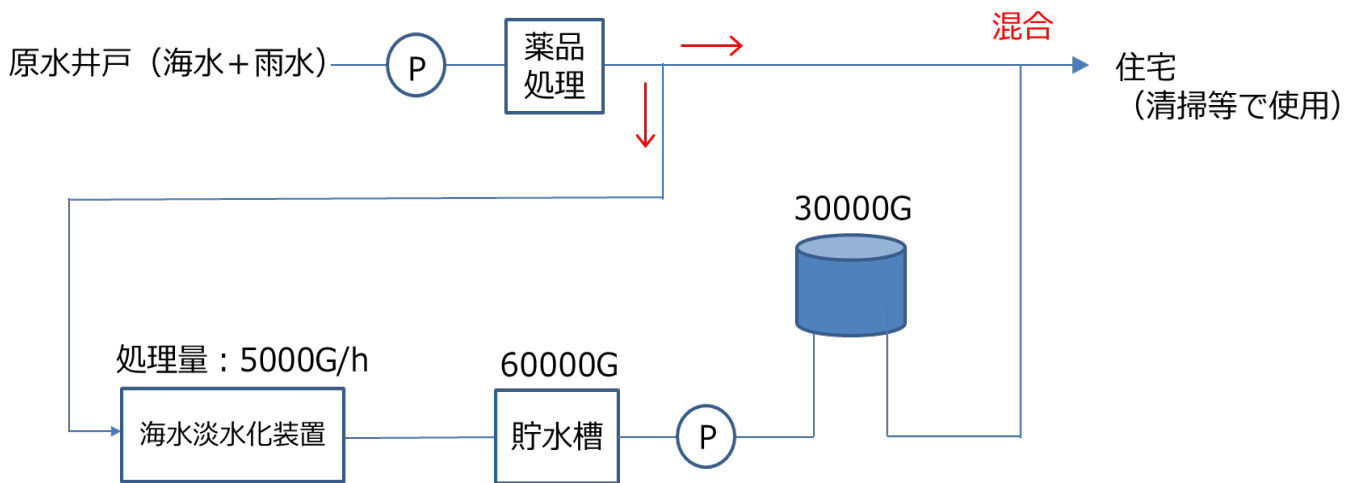 混合
原水井戸（海水＋雨水）
P
薬品
処理
住宅
（清掃等で使用）
30000G
処理量：5000G/h
60000G
海水淡水化装置
貯水槽
P